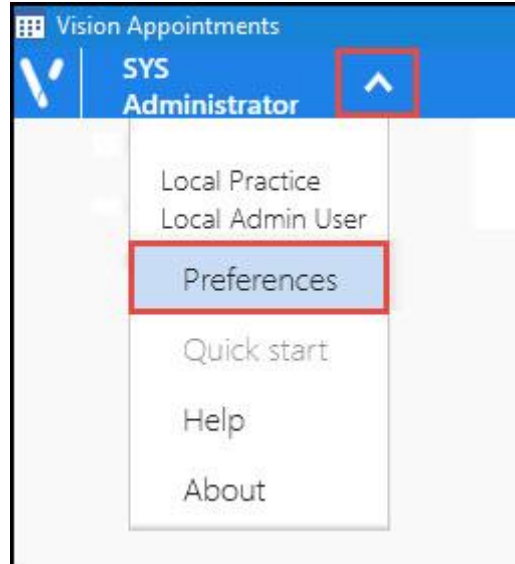 Vision Appointments
SYS
Administrator
Local Practice
Local Admin User
Preferences
Quick start
Help
About